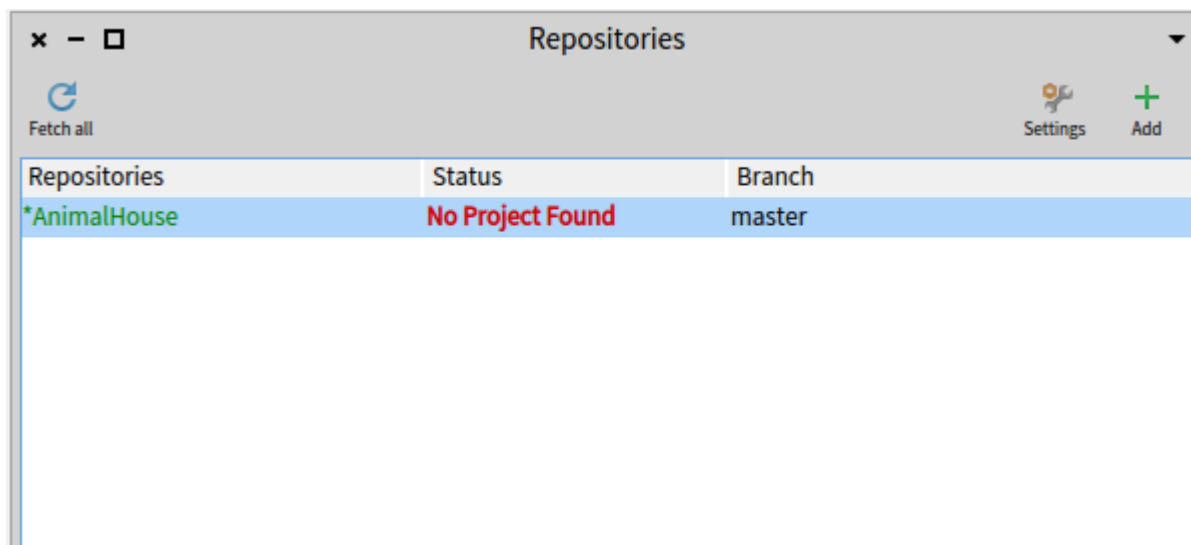 Repositories
Fetch all
Settings
Add
Repositories Status Branch
*AnimalHouse No Project Found master